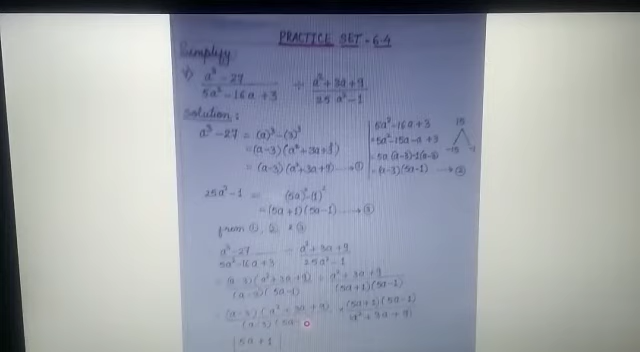 PRACTICE SET - 6.4
Simplify
v) a³ - 27 / 5a² - 16a + 3 ÷ a² + 3a + 9 / 25a² - 1
Solution :
a³ - 27 = (a)³ - (3)³
= (a-3)(a² + 3a + 9)
= (a-3)(a² + 3a + 9) → ①
5a² - 16a + 3
= 5a² - 15a - a + 3
= 5a(a-3) - 1(a-3)
= (a-3)(5a-1) → ②
15
-15 -1
25a² - 1 = (5a)² - (1)²
= (5a+1)(5a-1) → ③
from ①, ② & ③
a³ - 27 / 5a² - 16a + 3 ÷ a² + 3a + 9 / 25a² - 1
= (a-3)(a² + 3a + 9) / (a-3)(5a-1) ÷ a² + 3a + 9 / (5a+1)(5a-1)
= (a-3)(a² + 3a + 9) / (a-3)(5a × (5a+1)(5a-1) / (a² + 3a + 9)
5a + 1